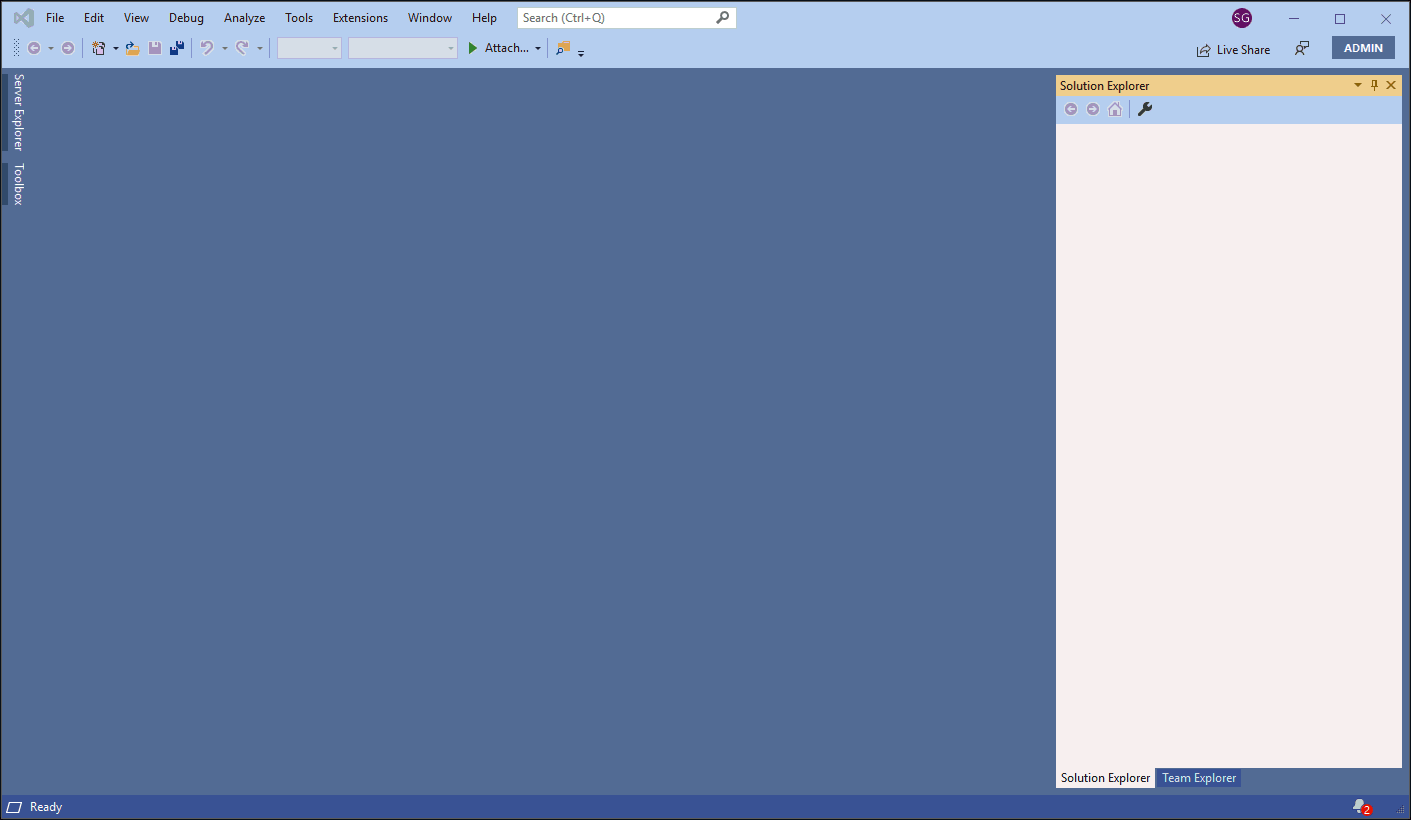 File Edit View Debug Analyze Tools Extensions Window Help Search (Ctrl+Q) SG
Attach... Live Share ADMIN
Server Explorer
Toolbox
Solution Explorer
Solution Explorer Team Explorer
Ready 2